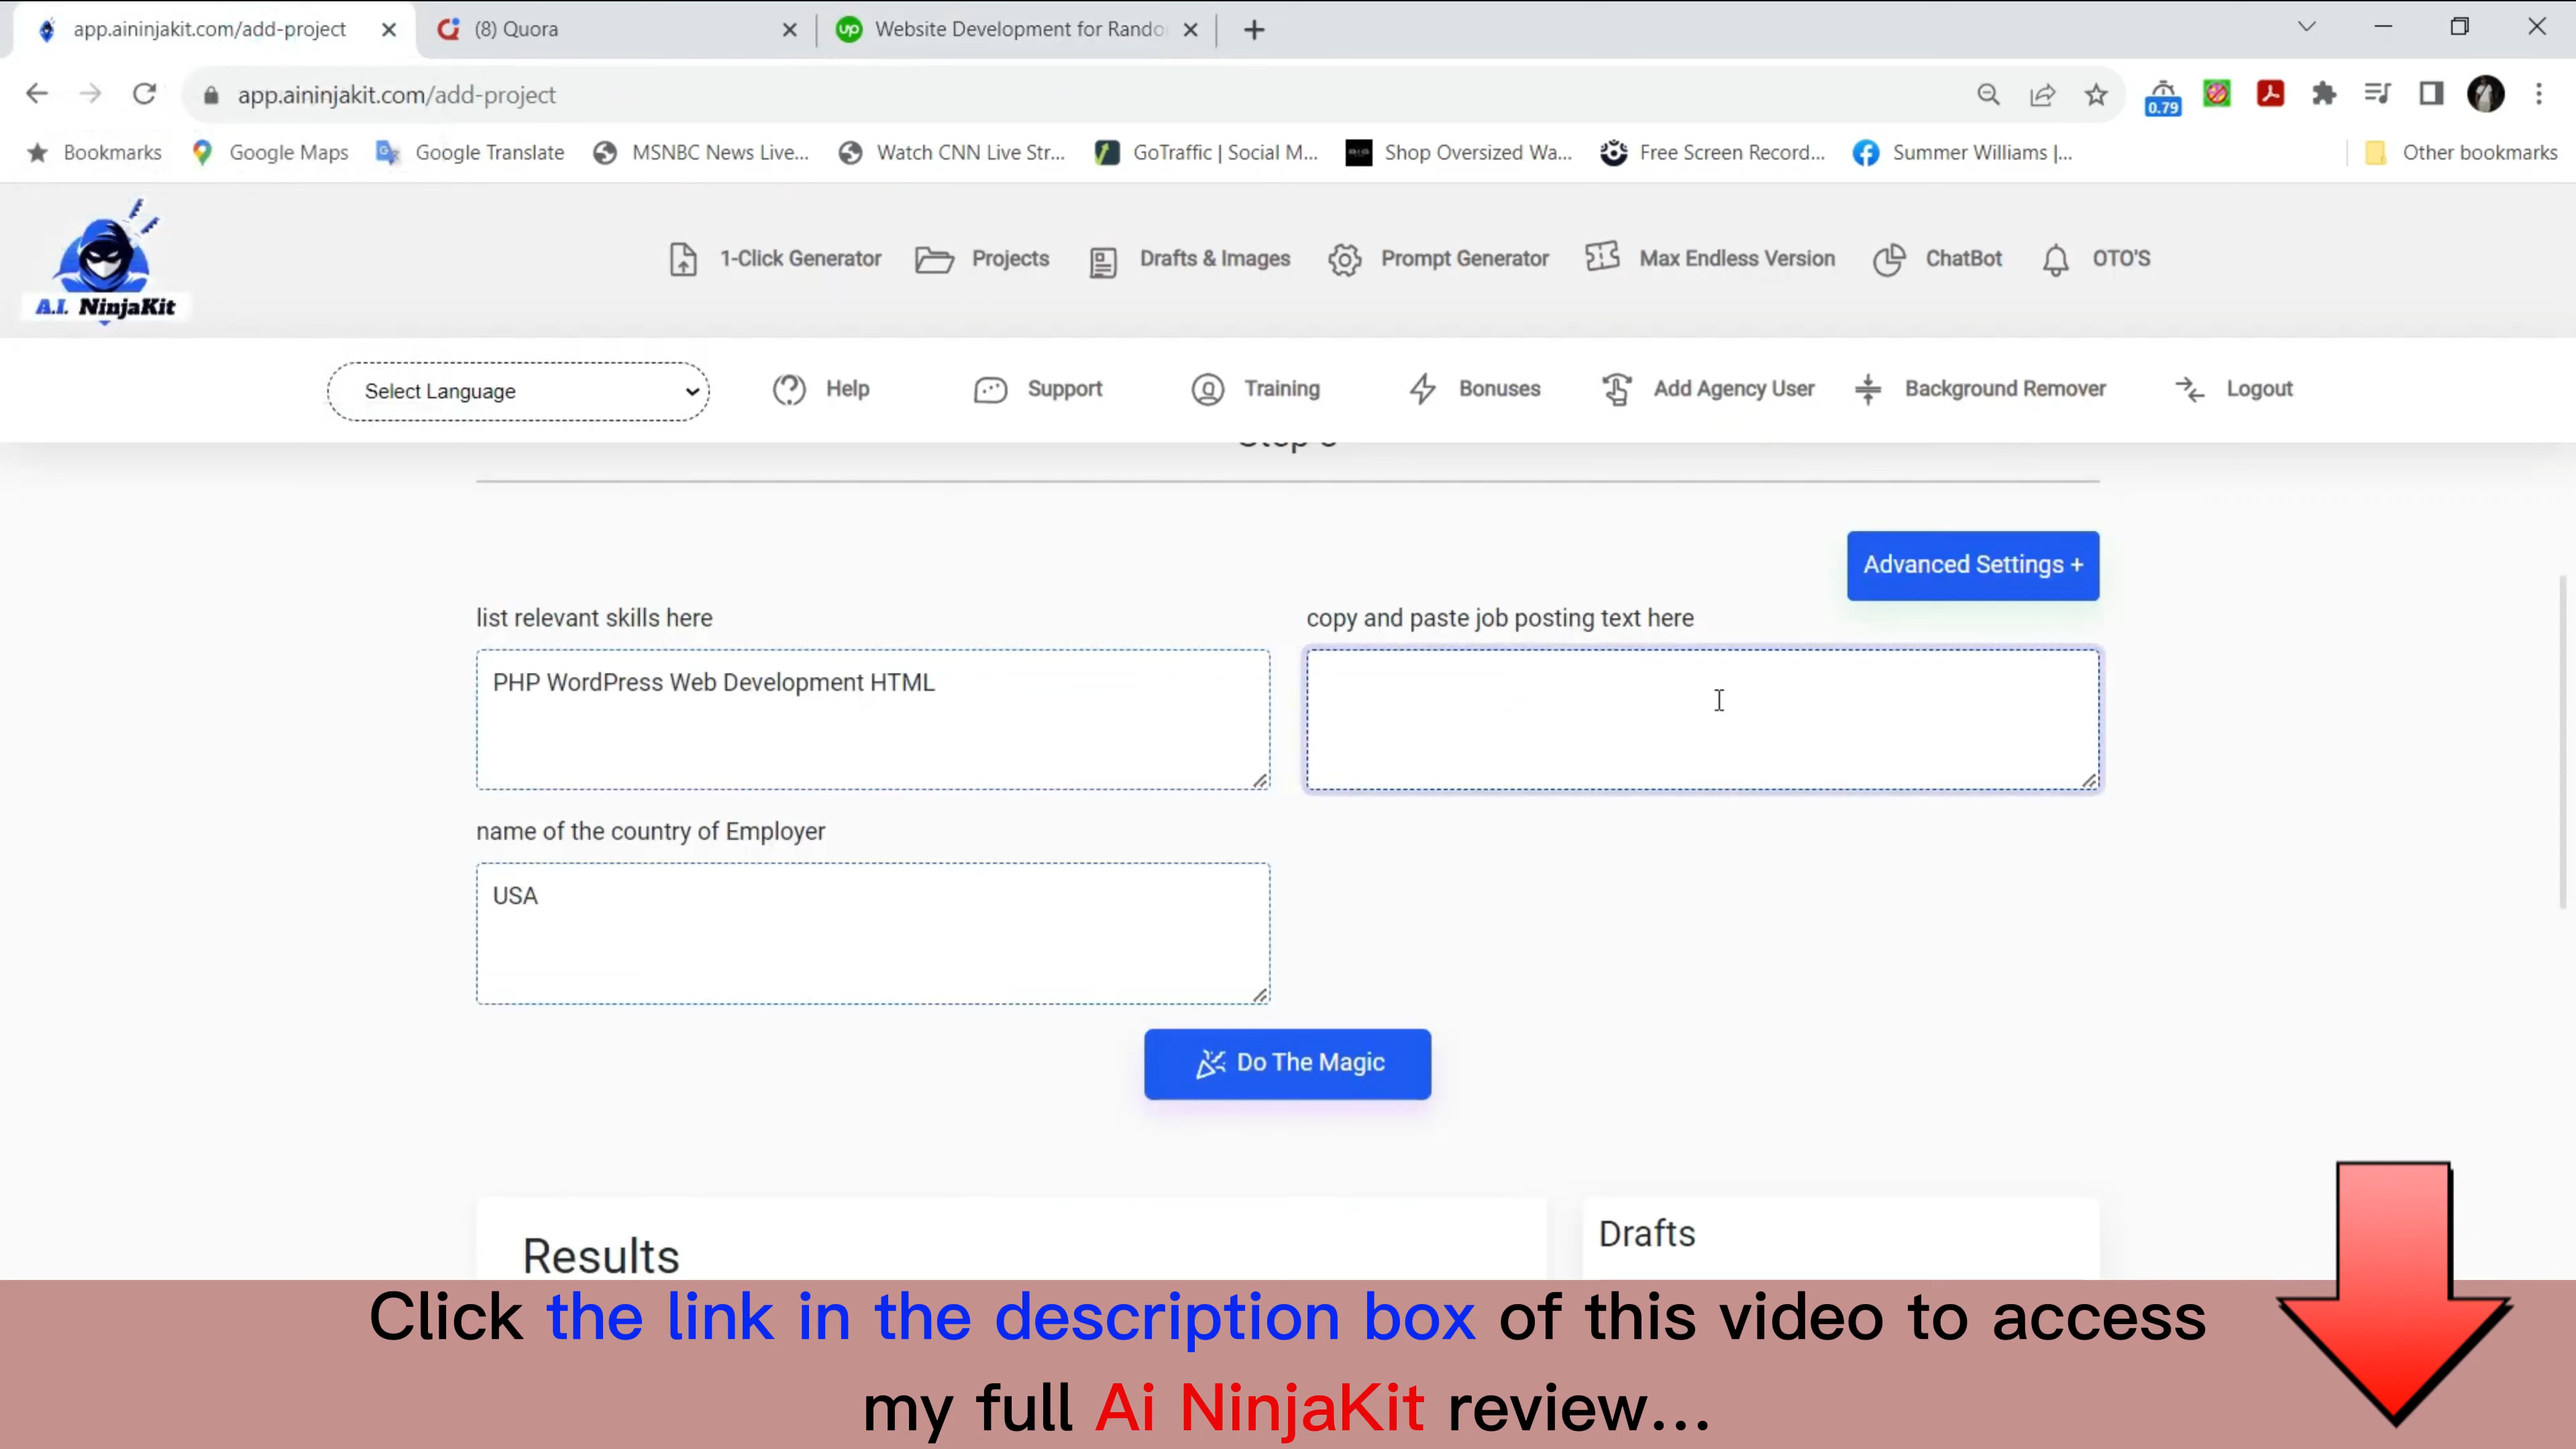 app.aininjakit.com/add-project
(8) Quora
Website Development for Rando
app.aininjakit.com/add-project
0.79
Bookmarks
Google Maps
Google Translate
MSNBC News Live...
Watch CNN Live Str...
GoTraffic | Social M...
Shop Oversized Wa...
Free Screen Record...
Summer Williams |...
Other bookmarks
A.I. NinjaKit
1-Click Generator
Projects
Drafts & Images
Prompt Generator
Max Endless Version
ChatBot
OTO'S
Select Language
Help
Support
Training
Bonuses
Add Agency User
Background Remover
Logout
Advanced Settings +
list relevant skills here
copy and paste job posting text here
PHP WordPress Web Development HTML
name of the country of Employer
USA
Do The Magic
Results
Drafts
Click the link in the description box of this video to access
my full Ai NinjaKit review...